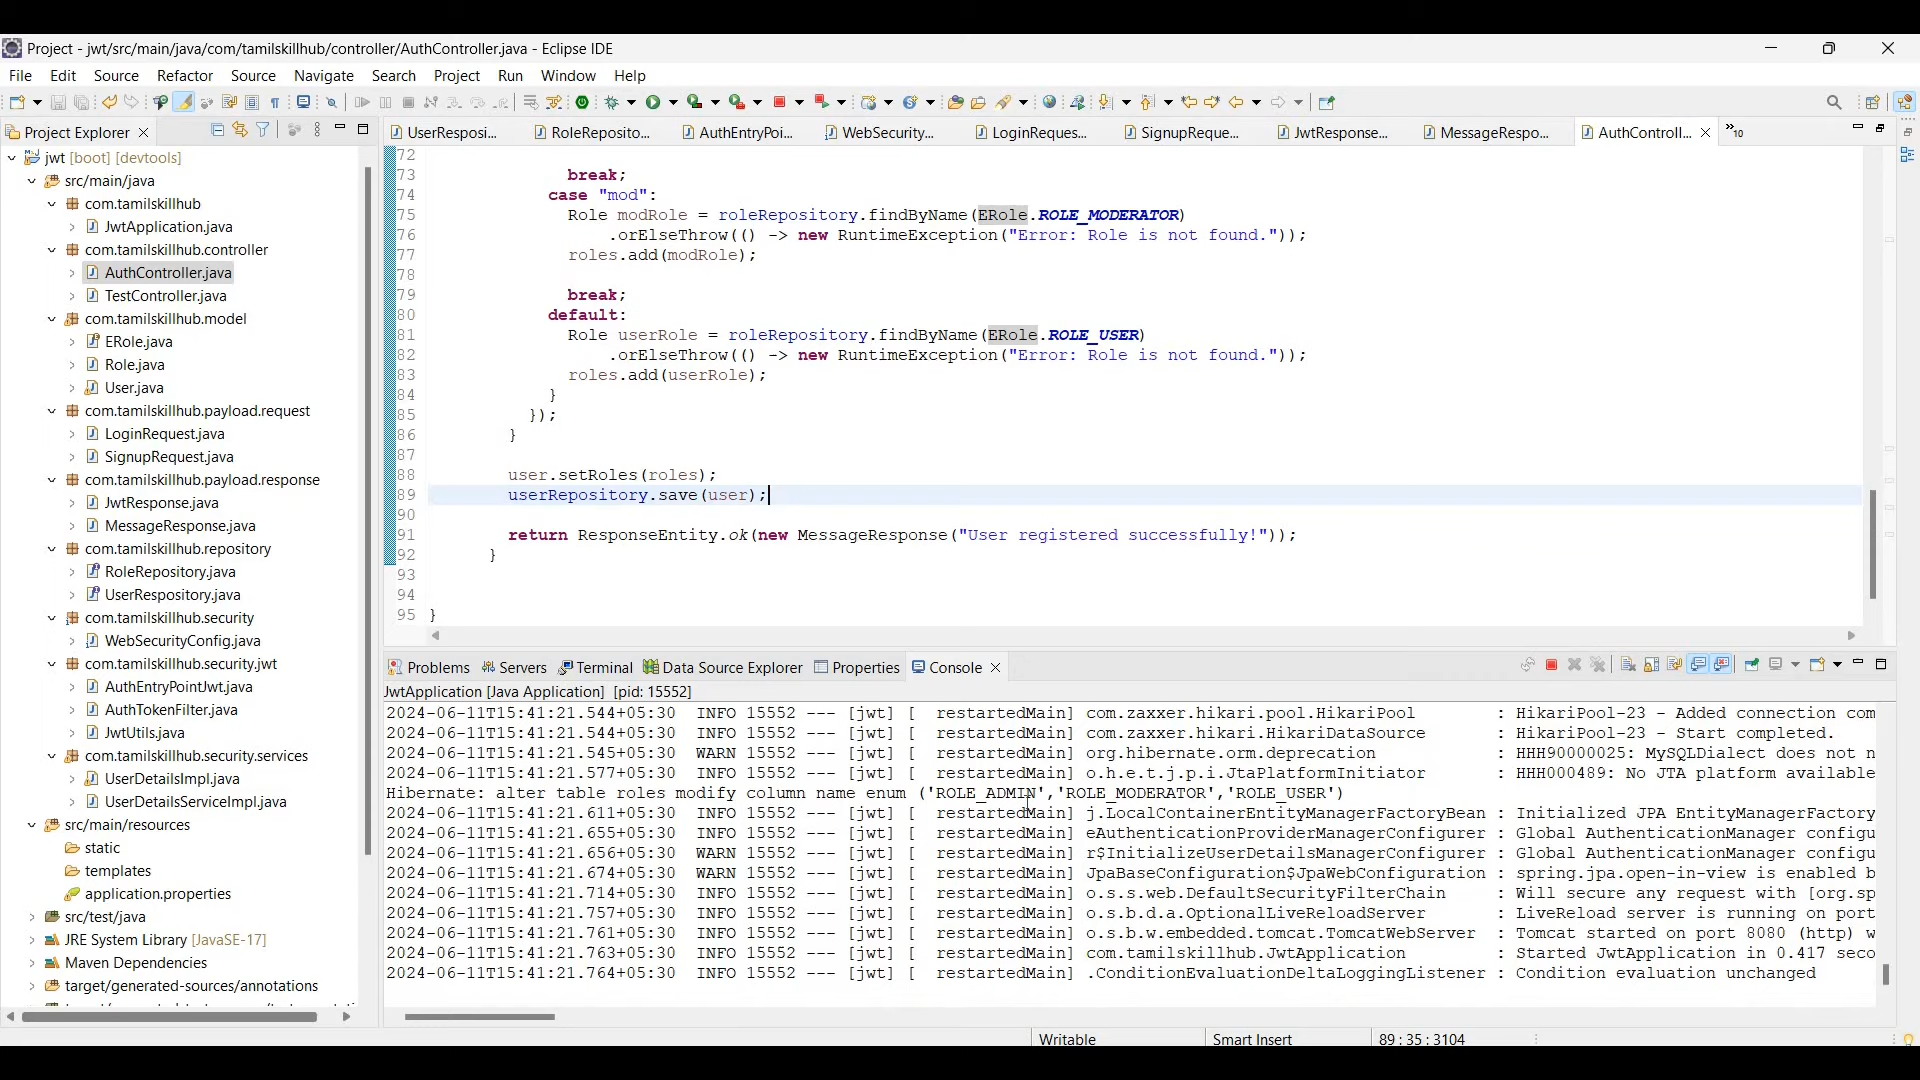 Project - jwt/src/main/java/com/tamilskillhub/controller/AuthController.java - Eclipse IDE
File Edit Source Refactor Source Navigate Search Project Run Window Help
Project Explorer
UserResposi... RoleReposito... AuthEntryPoi... WebSecurity... LoginReques... SignupReque... JwtResponse... MessageRespo... AuthControll... »10
jwt [boot] [devtools]
src/main/java
com.tamilskillhub
JwtApplication.java
com.tamilskillhub.controller
AuthController.java
TestController.java
com.tamilskillhub.model
ERole.java
Role.java
User.java
com.tamilskillhub.payload.request
LoginRequest.java
SignupRequest.java
com.tamilskillhub.payload.response
JwtResponse.java
MessageResponse.java
com.tamilskillhub.repository
RoleRepository.java
UserRespository.java
com.tamilskillhub.security
WebSecurityConfig.java
com.tamilskillhub.security.jwt
AuthEntryPointJwt.java
AuthTokenFilter.java
JwtUtils.java
com.tamilskillhub.security.services
UserDetailsImpl.java
UserDetailsServiceImpl.java
src/main/resources
static
templates
application.properties
src/test/java
JRE System Library [JavaSE-17]
Maven Dependencies
target/generated-sources/annotations
72
73 break;
74 case "mod":
75 Role modRole = roleRepository.findByName(ERole.ROLE_MODERATOR)
76 .orElseThrow(() -> new RuntimeException("Error: Role is not found."));
77 roles.add(modRole);
78
79 break;
80 default:
81 Role userRole = roleRepository.findByName(ERole.ROLE_USER)
82 .orElseThrow(() -> new RuntimeException("Error: Role is not found."));
83 roles.add(userRole);
84 }
85 });
86 }
87
88 user.setRoles(roles);
89 userRepository.save(user);
90
91 return ResponseEntity.ok(new MessageResponse("User registered successfully!"));
92 }
93
94
95 }
Problems Servers Terminal Data Source Explorer Properties Console
JwtApplication [Java Application] [pid: 15552]
2024-06-11T15:41:21.544+05:30 INFO 15552 --- [jwt] [ restartedMain] com.zaxxer.hikari.pool.HikariPool : HikariPool-23 - Added connection com
2024-06-11T15:41:21.544+05:30 INFO 15552 --- [jwt] [ restartedMain] com.zaxxer.hikari.HikariDataSource : HikariPool-23 - Start completed.
2024-06-11T15:41:21.545+05:30 WARN 15552 --- [jwt] [ restartedMain] org.hibernate.orm.deprecation : HHH90000025: MySQLDialect does not n
2024-06-11T15:41:21.577+05:30 INFO 15552 --- [jwt] [ restartedMain] o.h.e.t.j.p.i.JtaPlatformInitiator : HHH000489: No JTA platform available
Hibernate: alter table roles modify column name enum ('ROLE_ADMIN','ROLE_MODERATOR','ROLE_USER')
2024-06-11T15:41:21.611+05:30 INFO 15552 --- [jwt] [ restartedMain] j.LocalContainerEntityManagerFactoryBean : Initialized JPA EntityManagerFactory
2024-06-11T15:41:21.655+05:30 INFO 15552 --- [jwt] [ restartedMain] eAuthenticationProviderManagerConfigurer : Global AuthenticationManager configu
2024-06-11T15:41:21.656+05:30 WARN 15552 --- [jwt] [ restartedMain] r$InitializeUserDetailsManagerConfigurer : Global AuthenticationManager configu
2024-06-11T15:41:21.674+05:30 WARN 15552 --- [jwt] [ restartedMain] JpaBaseConfiguration$JpaWebConfiguration : spring.jpa.open-in-view is enabled b
2024-06-11T15:41:21.714+05:30 INFO 15552 --- [jwt] [ restartedMain] o.s.s.web.DefaultSecurityFilterChain : Will secure any request with [org.sp
2024-06-11T15:41:21.757+05:30 INFO 15552 --- [jwt] [ restartedMain] o.s.b.d.a.OptionalLiveReloadServer : LiveReload server is running on port
2024-06-11T15:41:21.761+05:30 INFO 15552 --- [jwt] [ restartedMain] o.s.b.w.embedded.tomcat.TomcatWebServer : Tomcat started on port 8080 (http) w
2024-06-11T15:41:21.763+05:30 INFO 15552 --- [jwt] [ restartedMain] com.tamilskillhub.JwtApplication : Started JwtApplication in 0.417 seco
2024-06-11T15:41:21.764+05:30 INFO 15552 --- [jwt] [ restartedMain] .ConditionEvaluationDeltaLoggingListener : Condition evaluation unchanged
Writable Smart Insert 89 : 35 : 3104